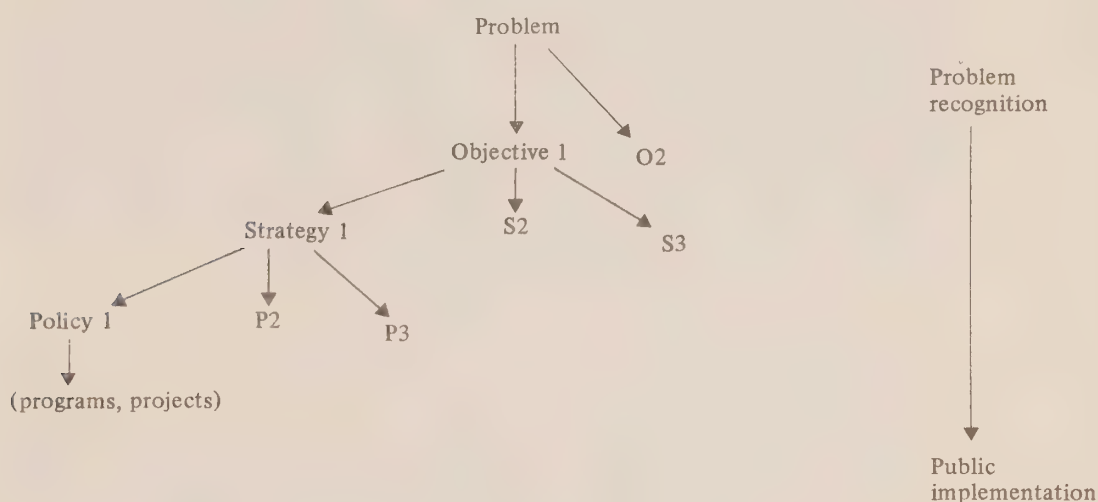 Problem
Problem
recognition
Objective 1
O2
Strategy 1
S2
S3
Policy 1
P2
P3
(programs, projects)
Public
implementation